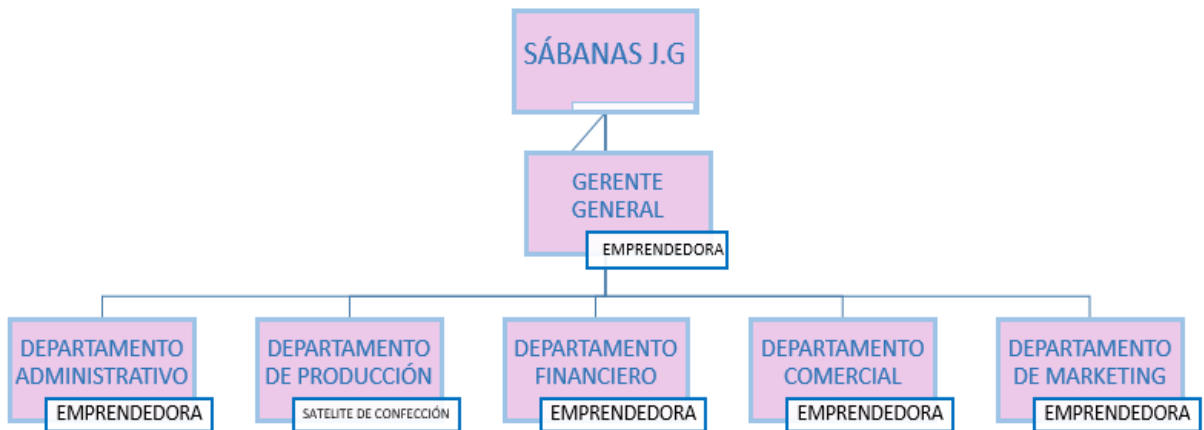 SÁBANAS J.G
GERENTE
GENERAL
EMPRENDEDORA
DEPARTAMENTO
ADMINISTRATIVO
EMPRENDEDORA
DEPARTAMENTO
DE PRODUCCIÓN
SATELITE DE CONFECCIÓN
DEPARTAMENTO
FINANCIERO
EMPRENDEDORA
DEPARTAMENTO
COMERCIAL
EMPRENDEDORA
DEPARTAMENTO
DE MARKETING
EMPRENDEDORA